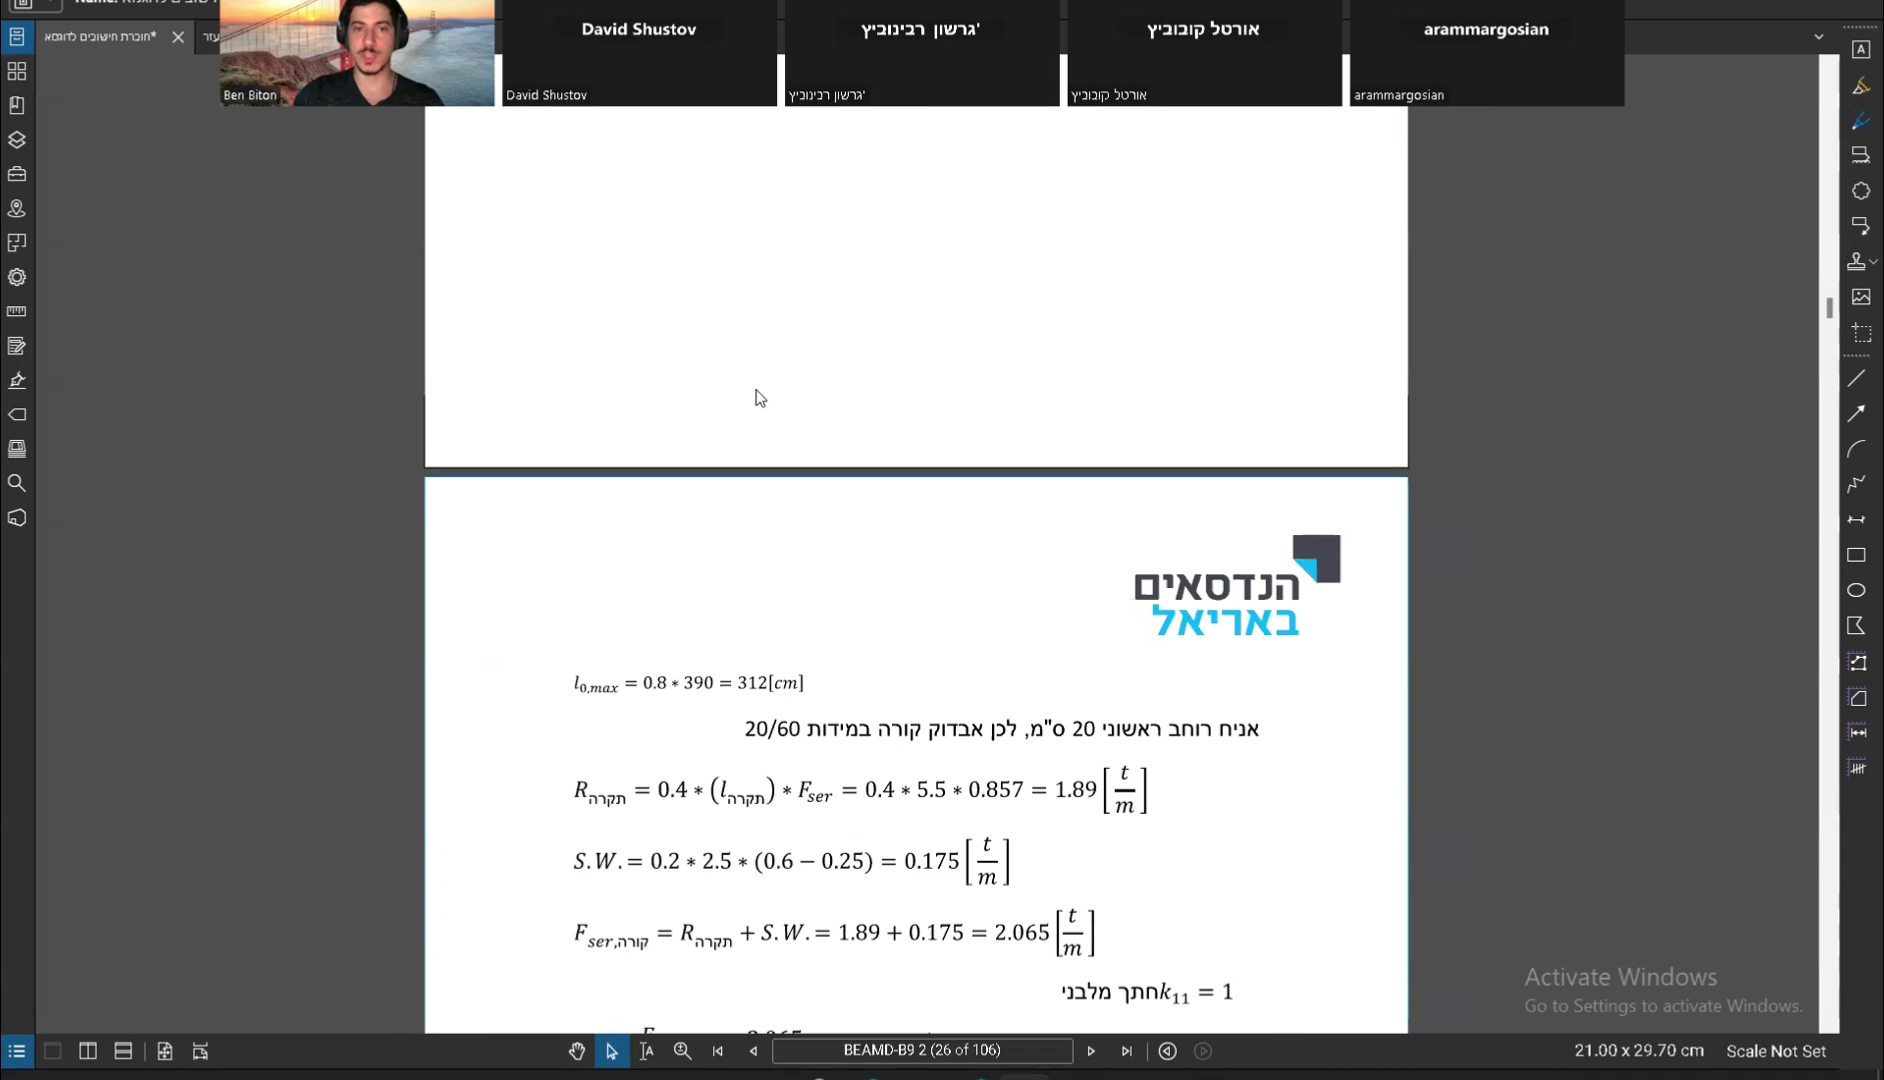 חוברת חישובים לדוגמא*
עזר
Ben Biton
David Shustov
David Shustov
גרשון רבינוביץ'
גרשון רבינוביץ'
אורטל קובוביץ
אורטל קובוביץ
arammargosian
arammargosian
הנדסאים
באריאל
l₀,max = 0.8 * 390 = 312[cm]
אניח רוחב ראשוני 20 ס"מ, לכן אבדוק קורה במידות 20/60
Rתקרה = 0.4 * (lתקרה) * Fser = 0.4 * 5.5 * 0.857 = 1.89 [t/m]
S.W. = 0.2 * 2.5 * (0.6 − 0.25) = 0.175 [t/m]
Fser,קורה = Rתקרה + S.W. = 1.89 + 0.175 = 2.065 [t/m]
חתך מלבני k₁₁ = 1
Activate Windows
Go to Settings to activate Windows.
BEAMD-B9 2 (26 of 106)
21.00 x 29.70 cm
Scale Not Set